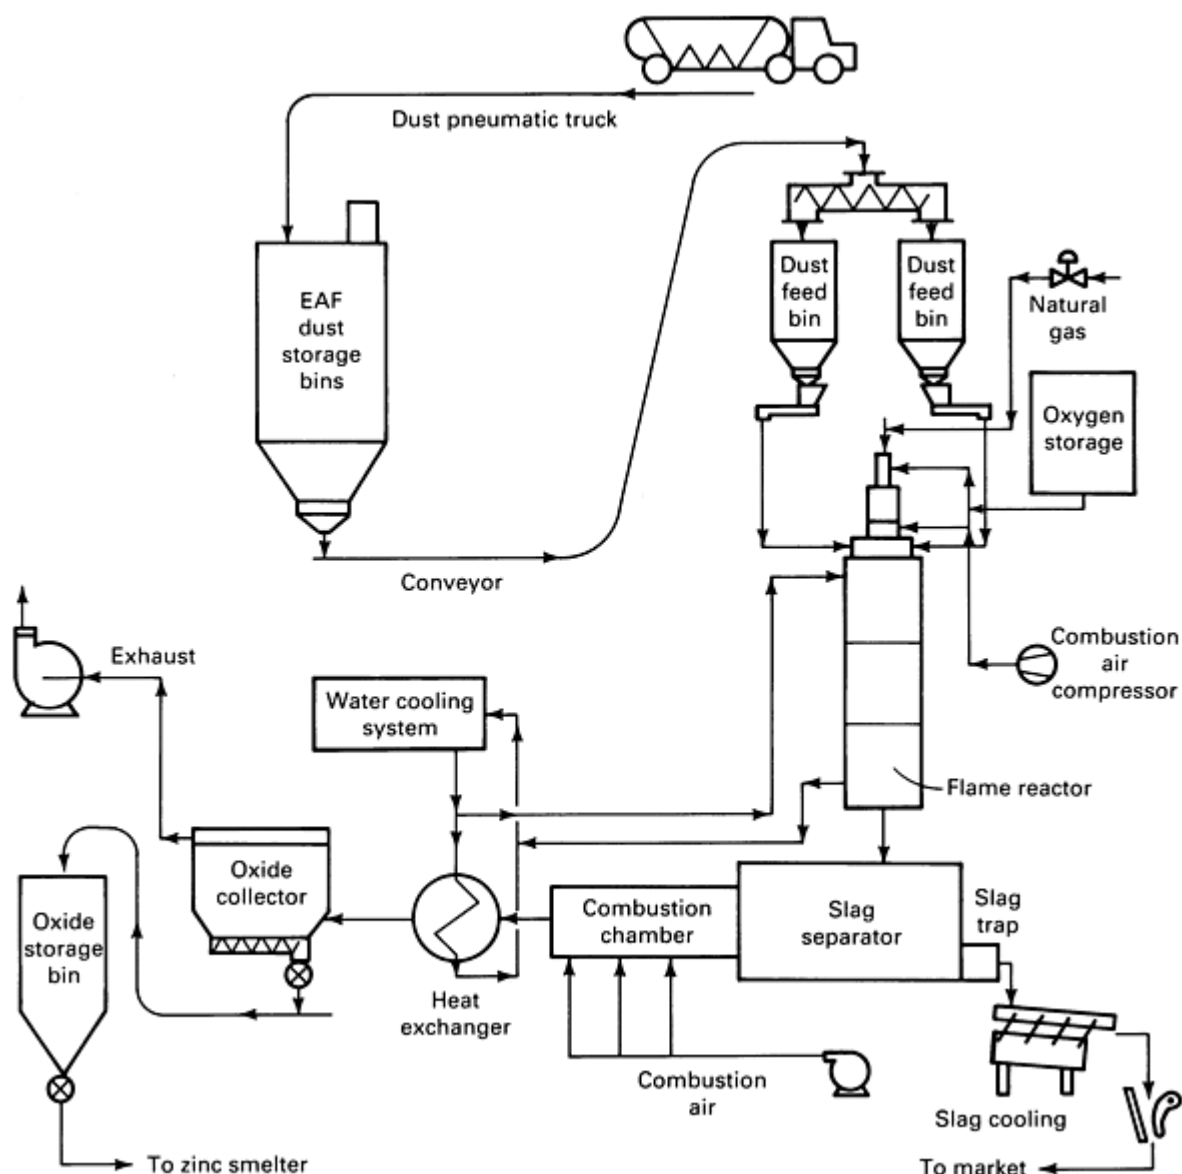 Dust pneumatic truck
EAF
dust
storage
bins
Dust
feed
bin
Dust
feed
bin
Natural
gas
Oxygen
storage
Conveyor
Combustion
air
compressor
Exhaust
Water cooling
system
Flame reactor
Oxide
collector
Oxide
storage
bin
Heat
exchanger
Combustion
chamber
Slag
separator
Slag
trap
Combustion
air
Slag cooling
To zinc smelter
To market